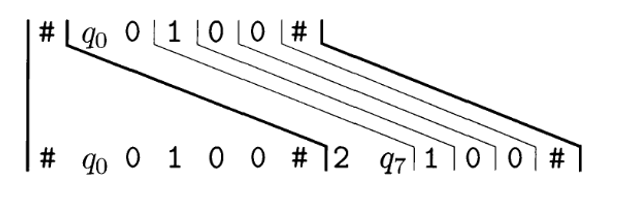 # q₀ 0 1 0 0 #
# q₀ 0 1 0 0 # 2 q₇ 1 0 0 #